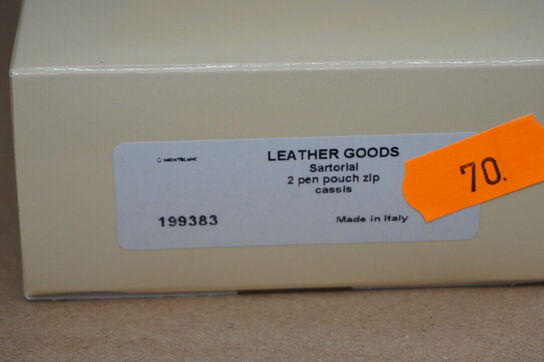 MONTBLANC
LEATHER GOODS
Sartorial
2 pen pouch zip
cassis
199383
Made in Italy
70.